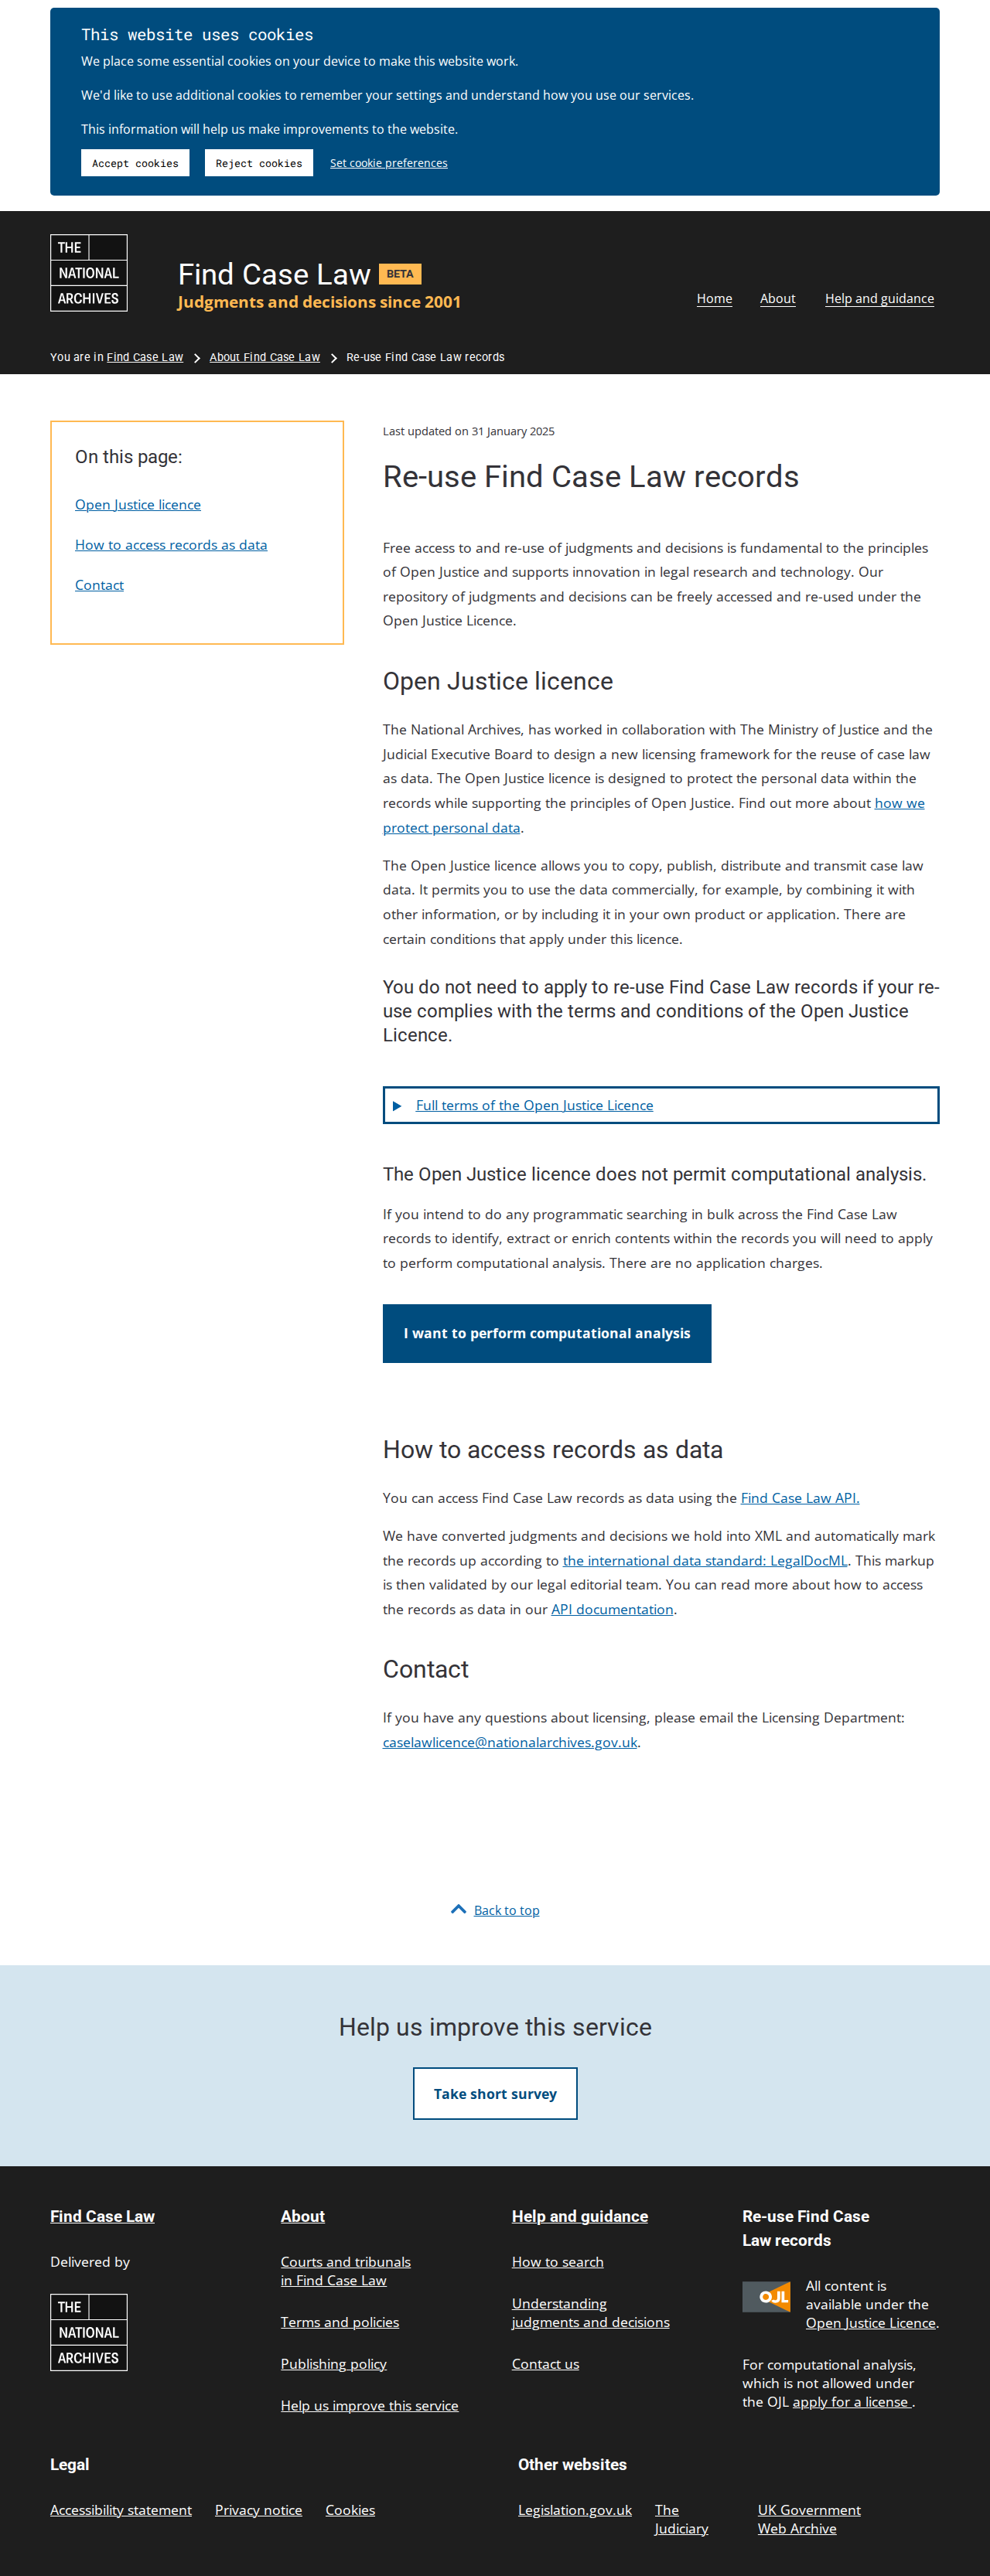 This website uses cookies
We place some essential cookies on your device to make this website work.
We'd like to use additional cookies to remember your settings and understand how you use our services.
This information will help us make improvements to the website.
Accept cookies Reject cookies Set cookie preferences
THE
NATIONAL
ARCHIVES
Find Case Law BETA
Judgments and decisions since 2001
Home About Help and guidance
You are in Find Case Law About Find Case Law Re-use Find Case Law records
On this page:
Open Justice licence
How to access records as data
Contact
Last updated on 31 January 2025
Re-use Find Case Law records
Free access to and re-use of judgments and decisions is fundamental to the principles
of Open Justice and supports innovation in legal research and technology. Our
repository of judgments and decisions can be freely accessed and re-used under the
Open Justice Licence.
Open Justice licence
The National Archives, has worked in collaboration with The Ministry of Justice and the
Judicial Executive Board to design a new licensing framework for the reuse of case law
as data. The Open Justice licence is designed to protect the personal data within the
records while supporting the principles of Open Justice. Find out more about how we
protect personal data.
The Open Justice licence allows you to copy, publish, distribute and transmit case law
data. It permits you to use the data commercially, for example, by combining it with
other information, or by including it in your own product or application. There are
certain conditions that apply under this licence.
You do not need to apply to re-use Find Case Law records if your re-
use complies with the terms and conditions of the Open Justice
Licence.
Full terms of the Open Justice Licence
The Open Justice licence does not permit computational analysis.
If you intend to do any programmatic searching in bulk across the Find Case Law
records to identify, extract or enrich contents within the records you will need to apply
to perform computational analysis. There are no application charges.
I want to perform computational analysis
How to access records as data
You can access Find Case Law records as data using the Find Case Law API.
We have converted judgments and decisions we hold into XML and automatically mark
the records up according to the international data standard: LegalDocML. This markup
is then validated by our legal editorial team. You can read more about how to access
the records as data in our API documentation.
Contact
If you have any questions about licensing, please email the Licensing Department:
caselawlicence@nationalarchives.gov.uk.
Back to top
Help us improve this service
Take short survey
Find Case Law
Delivered by
THE
NATIONAL
ARCHIVES
About
Courts and tribunals
in Find Case Law
Terms and policies
Publishing policy
Help us improve this service
Help and guidance
How to search
Understanding
judgments and decisions
Contact us
Re-use Find Case
Law records
OJL
All content is
available under the
Open Justice Licence.
For computational analysis,
which is not allowed under
the OJL apply for a license .
Legal
Accessibility statement Privacy notice Cookies
Other websites
Legislation.gov.uk
The
Judiciary
UK Government
Web Archive